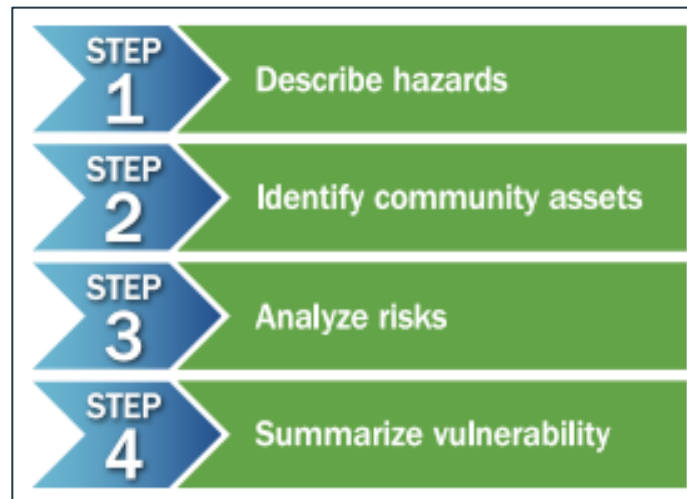 STEP
1
Describe hazards
STEP
2
Identify community assets
STEP
3
Analyze risks
STEP
4
Summarize vulnerability